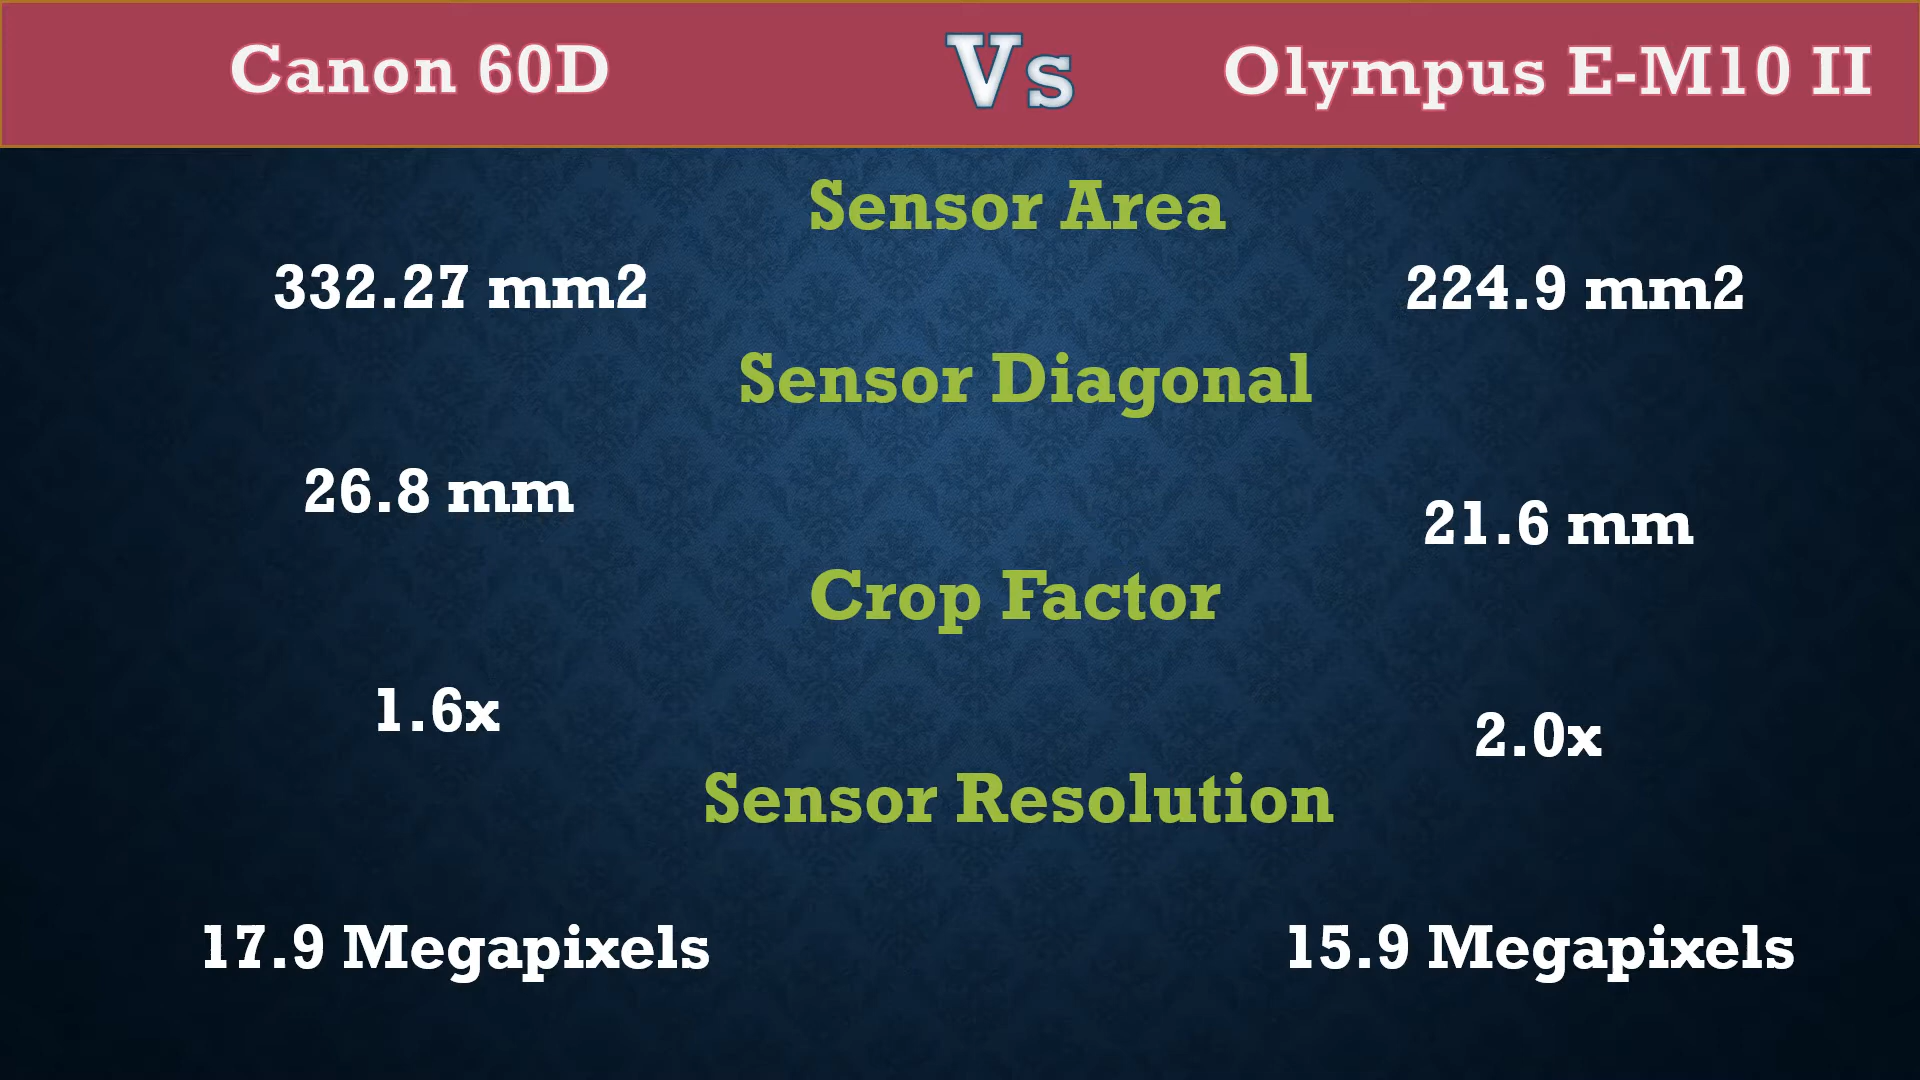 Canon 60D Vs Olympus E-M10 II
Sensor Area
332.27 mm2 224.9 mm2
Sensor Diagonal
26.8 mm 21.6 mm
Crop Factor
1.6x 2.0x
Sensor Resolution
17.9 Megapixels 15.9 Megapixels